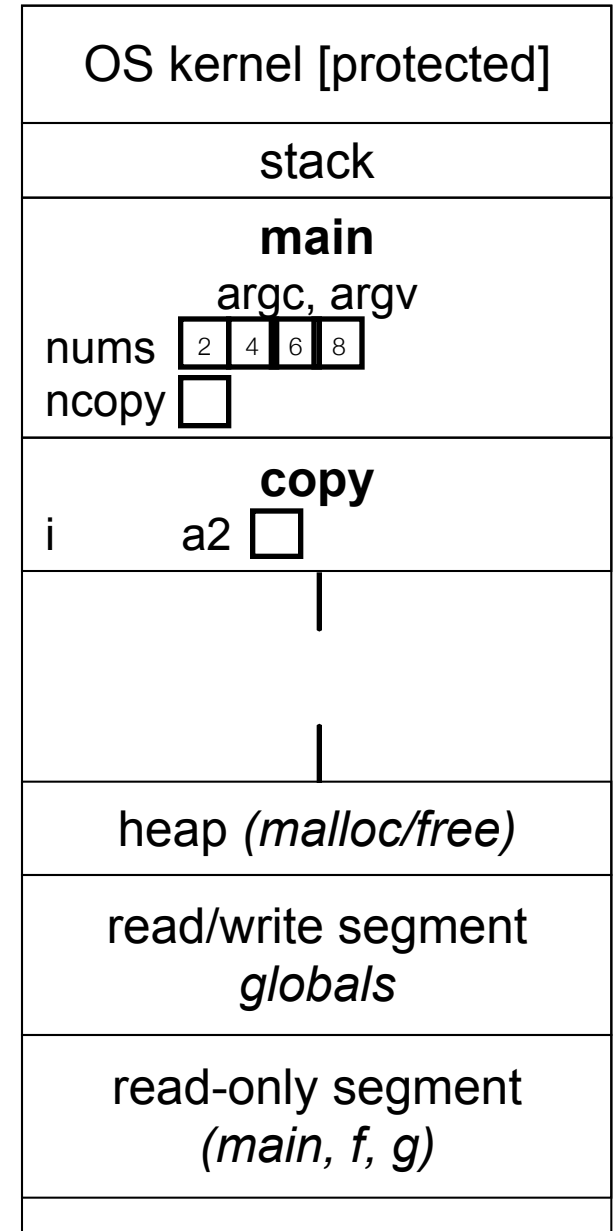 OS kernel [protected]
stack
main
argc, argv
nums 2 4 6 8
ncopy
copy
i a2
heap (malloc/free)
read/write segment
globals
read-only segment
(main, f, g)